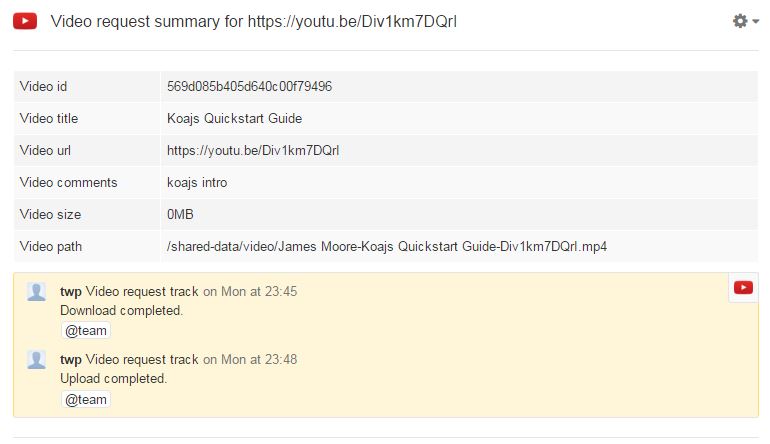 Video request summary for https://youtu.be/Div1km7DQrI
Video id 569d085b405d640c00f79496
Video title Koajs Quickstart Guide
Video url https://youtu.be/Div1km7DQrI
Video comments koajs intro
Video size 0MB
Video path /shared-data/video/James Moore-Koajs Quickstart Guide-Div1km7DQrI.mp4
twp Video request track on Mon at 23:45
Download completed.
@team
twp Video request track on Mon at 23:48
Upload completed.
@team